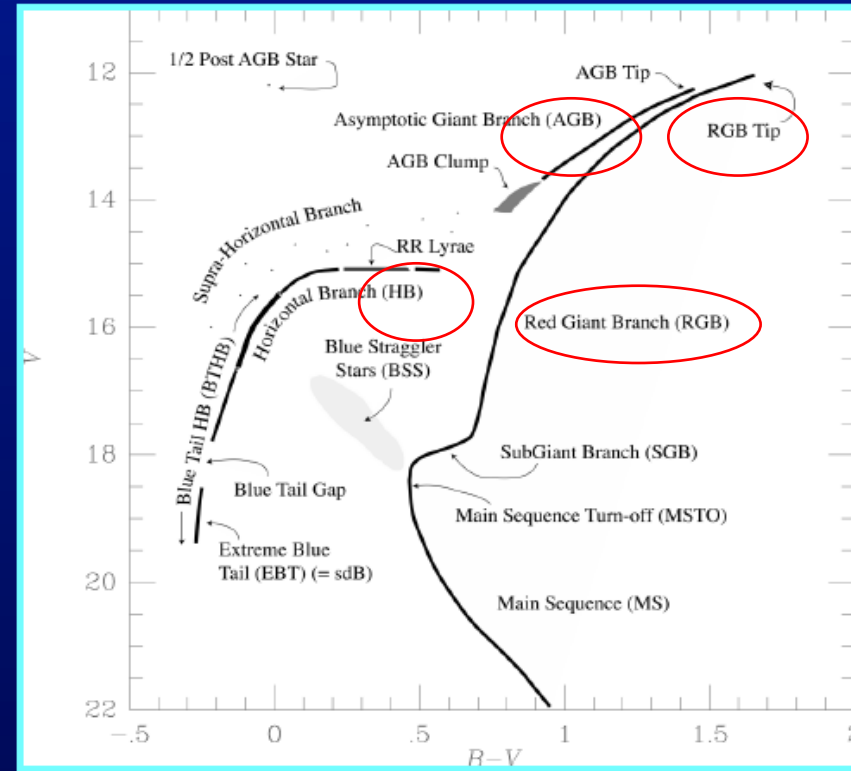 1/2 Post AGB Star
AGB Tip
Asymptotic Giant Branch (AGB)
RGB Tip
AGB Clump
Supra-Horizontal Branch
RR Lyrae
Horizontal Branch (HB)
Red Giant Branch (RGB)
Blue Straggler
Stars (BSS)
Blue Tail HB (BTHB)
SubGiant Branch (SGB)
Blue Tail Gap
Main Sequence Turn-off (MSTO)
Extreme Blue
Tail (EBT) (= sdB)
Main Sequence (MS)
12
14
16
18
20
22
V
-.5
0
.5
1
1.5
B-V